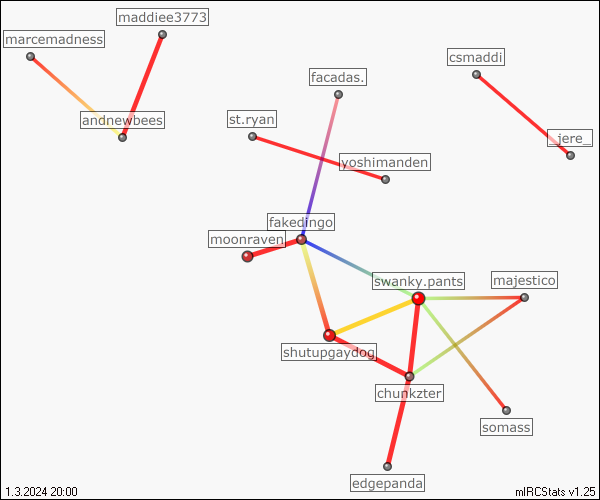 maddiee3773
marcemadness
csmaddi
facadas.
andnewbees
st.ryan
_jere_
yoshimanden
fakedingo
moonraven
swanky.pants
majestico
shutupgaydog
chunkzter
somass
edgepanda
1.3.2024 20:00
mIRCStats v1.25